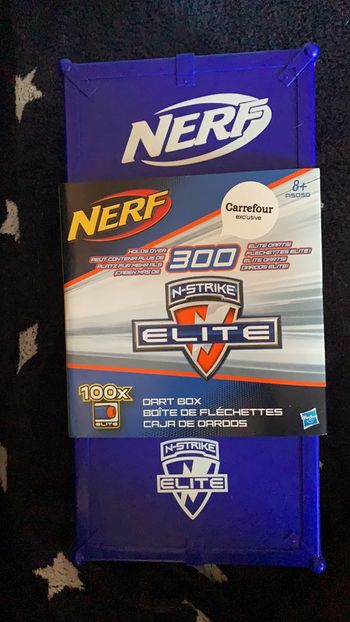 NERF
NERF
Carrefour
exclusive
8+
A5050
HOLDS OVER
PEUT CONTENIR PLUS DE
PLATZ FÜR MEHR ALS
¡CABEN MÁS DE
300
ELITE DARTS!
FLÉCHETTES ELITE!
ELITE DARTS!
DARDOS ELITE!
N-STRIKE
ELITE
100X
ELITE
DART BOX
BOÎTE DE FLÉCHETTES
CAJA DE DARDOS
Hasbro
N-STRIKE
ELITE